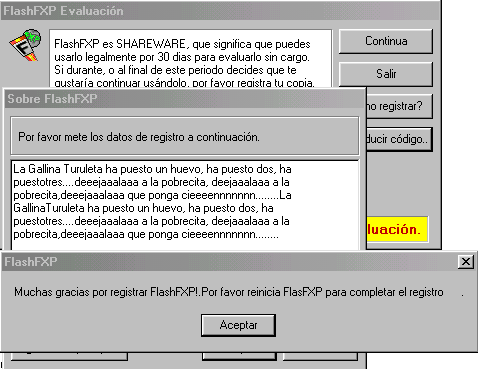 FlashFXP Evaluación
FlashFXP es SHAREWARE, que significa que puedes
usarlo legalmente por 30 dias para evaluarlo sin cargo.
Si durante, o al final de este periodo decides que te
gustaría continuar usándolo, por favor registra tu copia.
Continua
Salir
no registrar?
ducir código..
Sobre FlashFXP
Por favor mete los datos de registro a continuación.
La Gallina Turuleta ha puesto un huevo, ha puesto dos, ha
puestotres....deeejaaalaaa a la pobrecita, deejaaalaaa a la
pobrecita,deeejaaalaaa que ponga cieeeennnnnnn........La
GallinaTuruleta ha puesto un huevo, ha puesto dos, ha
puestotres....deeejaaalaaa a la pobrecita, deejaaalaaa a la
pobrecita,deeejaaalaaa que ponga cieeeennnnnnn........
luación.
FlashFXP
Muchas gracias por registrar FlashFXP!.Por favor reinicia FlasFXP para completar el registro .
Aceptar